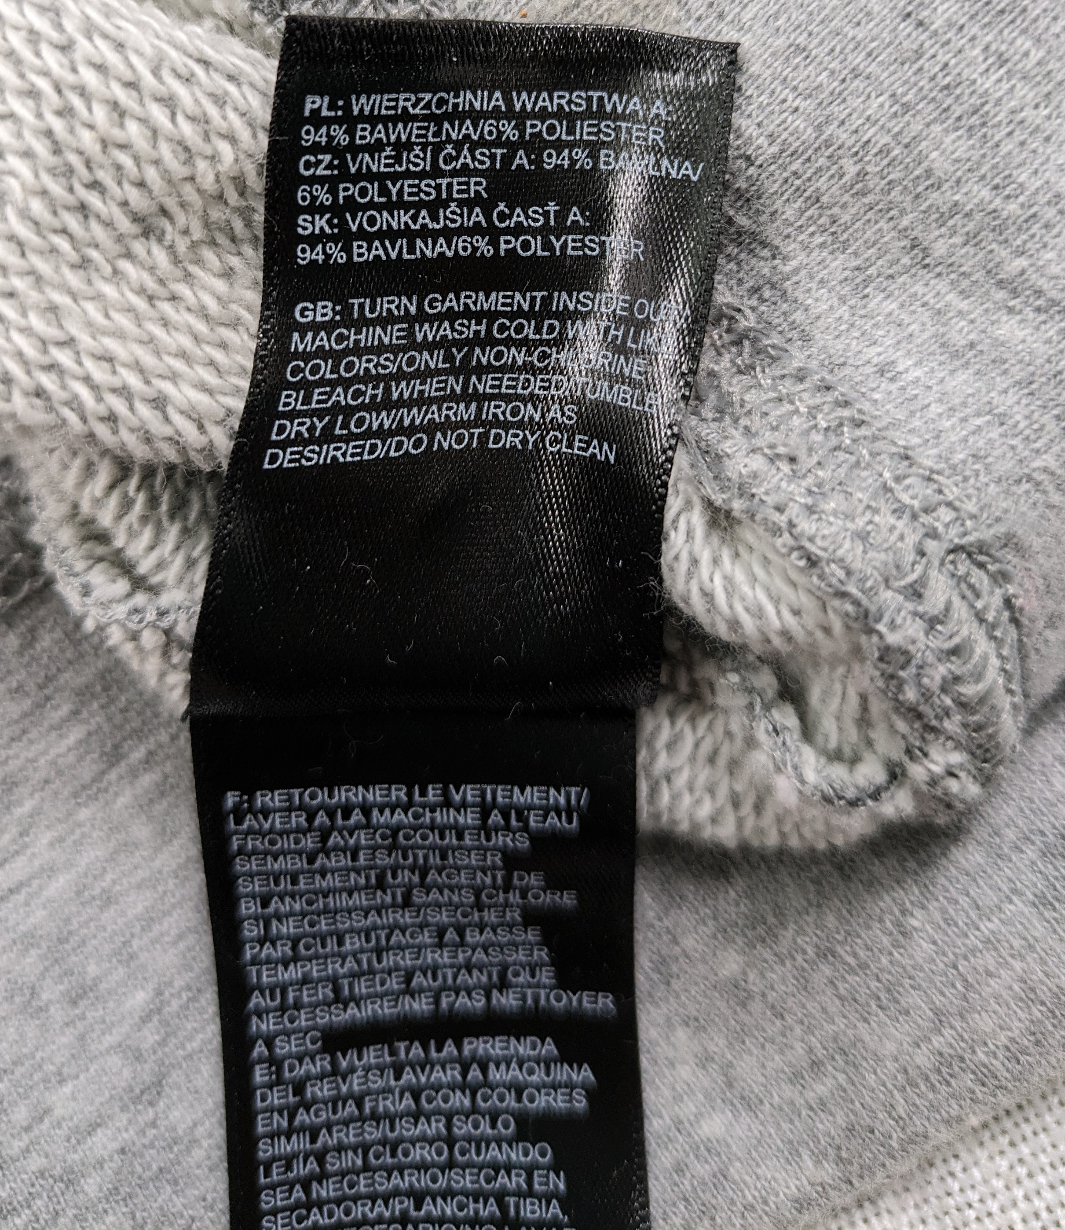 PL: WIERZCHNIA WARSTWA A:
94% BAWEŁNA/6% POLIESTER
CZ: VNĚJŠÍ ČÁST A: 94% BAVLNA/
6% POLYESTER
SK: VONKAJŠIA ČASŤ A:
94% BAVLNA/6% POLYESTER
GB: TURN GARMENT INSIDE OUT/
MACHINE WASH COLD WITH LIKE
COLORS/ONLY NON-CHLORINE
BLEACH WHEN NEEDED/TUMBLE
DRY LOW/WARM IRON AS
DESIRED/DO NOT DRY CLEAN
F: RETOURNER LE VETEMENT/
LAVER A LA MACHINE A L'EAU
FROIDE AVEC COULEURS
SEMBLABLES/UTILISER
SEULEMENT UN AGENT DE
BLANCHIMENT SANS CHLORE
SI NECESSAIRE/SECHER
PAR CULBUTAGE A BASSE
TEMPERATURE/REPASSER
AU FER TIEDE AUTANT QUE
NECESSAIRE/NE PAS NETTOYER
A SEC
E: DAR VUELTA LA PRENDA
DEL REVÉS/LAVAR A MÁQUINA
EN AGUA FRÍA CON COLORES
SIMILARES/USAR SOLO
LEJÍA SIN CLORO CUANDO
SEA NECESARIO/SECAR EN
SECADORA/PLANCHA TIBIA,